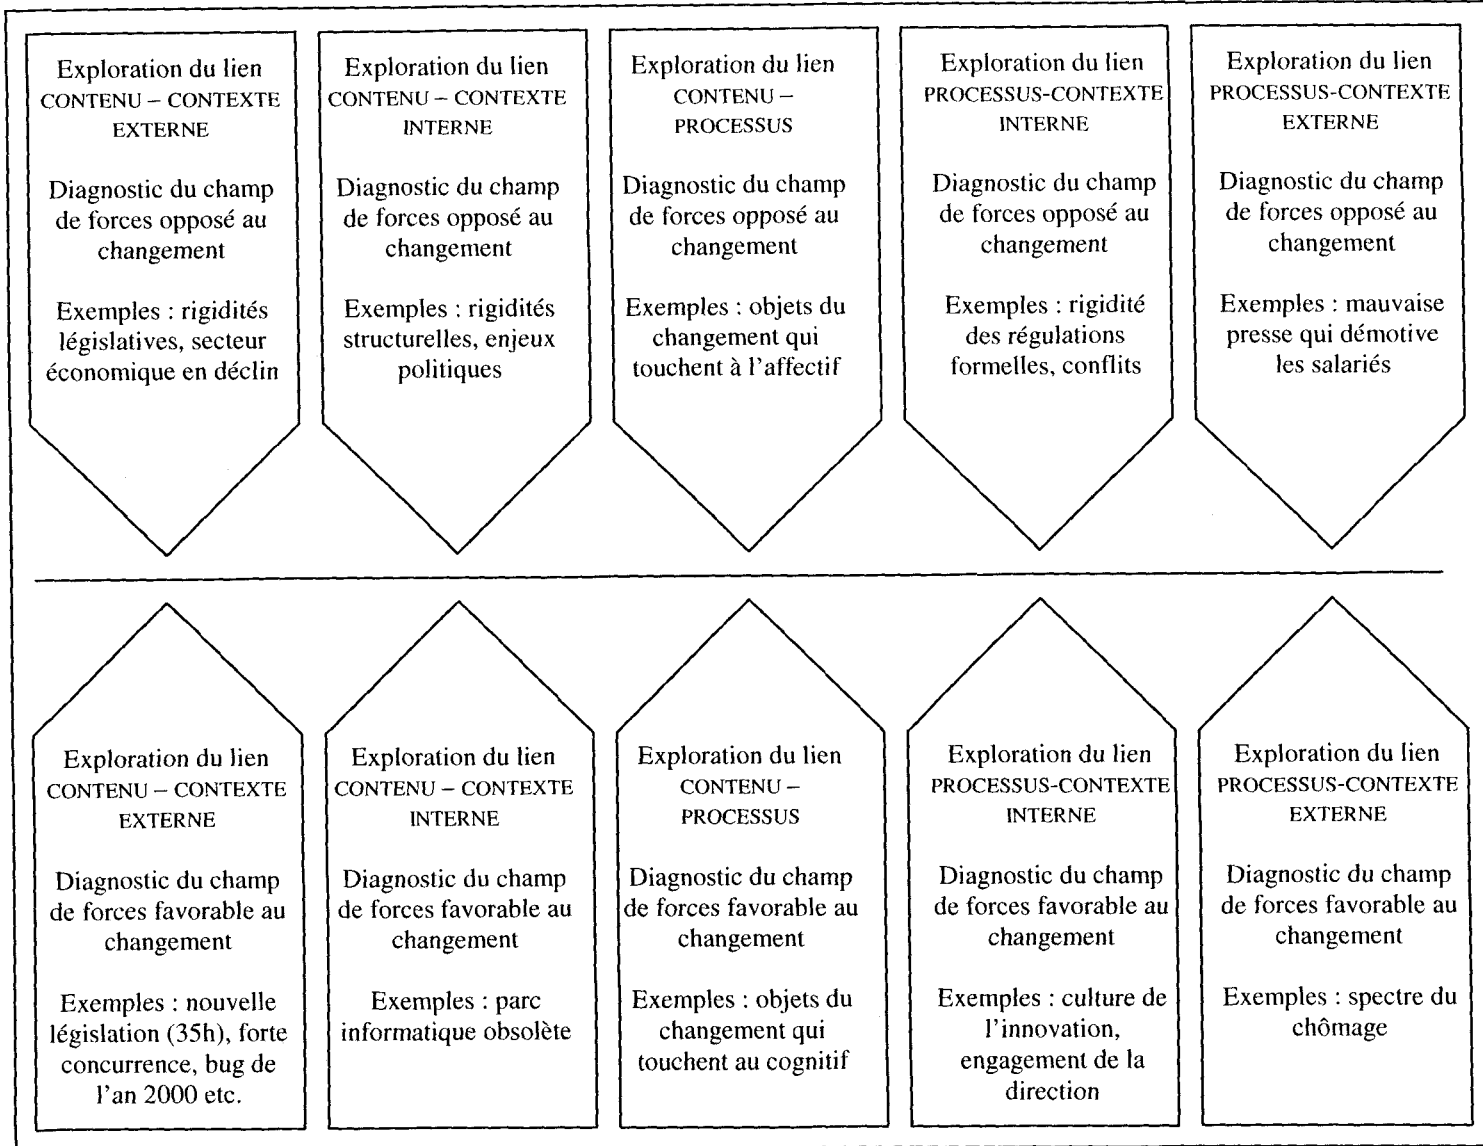 Exploration du lien
CONTENU – CONTEXTE
EXTERNE
Diagnostic du champ
de forces opposé au
changement
Exemples : rigidités
législatives, secteur
économique en déclin
Exploration du lien
CONTENU – CONTEXTE
INTERNE
Diagnostic du champ
de forces opposé au
changement
Exemples : rigidités
structurelles, enjeux
politiques
Exploration du lien
CONTENU –
PROCESSUS
Diagnostic du champ
de forces opposé au
changement
Exemples : objets du
changement qui
touchent à l'affectif
Exploration du lien
PROCESSUS-CONTEXTE
INTERNE
Diagnostic du champ
de forces opposé au
changement
Exemples : rigidité
des régulations
formelles, conflits
Exploration du lien
PROCESSUS-CONTEXTE
EXTERNE
Diagnostic du champ
de forces opposé au
changement
Exemples : mauvaise
presse qui démotive
les salariés
Exploration du lien
CONTENU – CONTEXTE
EXTERNE
Diagnostic du champ
de forces favorable au
changement
Exemples : nouvelle
législation (35h), forte
concurrence, bug de
l'an 2000 etc.
Exploration du lien
CONTENU – CONTEXTE
INTERNE
Diagnostic du champ
de forces favorable au
changement
Exemples : parc
informatique obsolète
Exploration du lien
CONTENU –
PROCESSUS
Diagnostic du champ
de forces favorable au
changement
Exemples : objets du
changement qui
touchent au cognitif
Exploration du lien
PROCESSUS-CONTEXTE
INTERNE
Diagnostic du champ
de forces favorable au
changement
Exemples : culture de
l'innovation,
engagement de la
direction
Exploration du lien
PROCESSUS-CONTEXTE
EXTERNE
Diagnostic du champ
de forces favorable au
changement
Exemples : spectre du
chômage